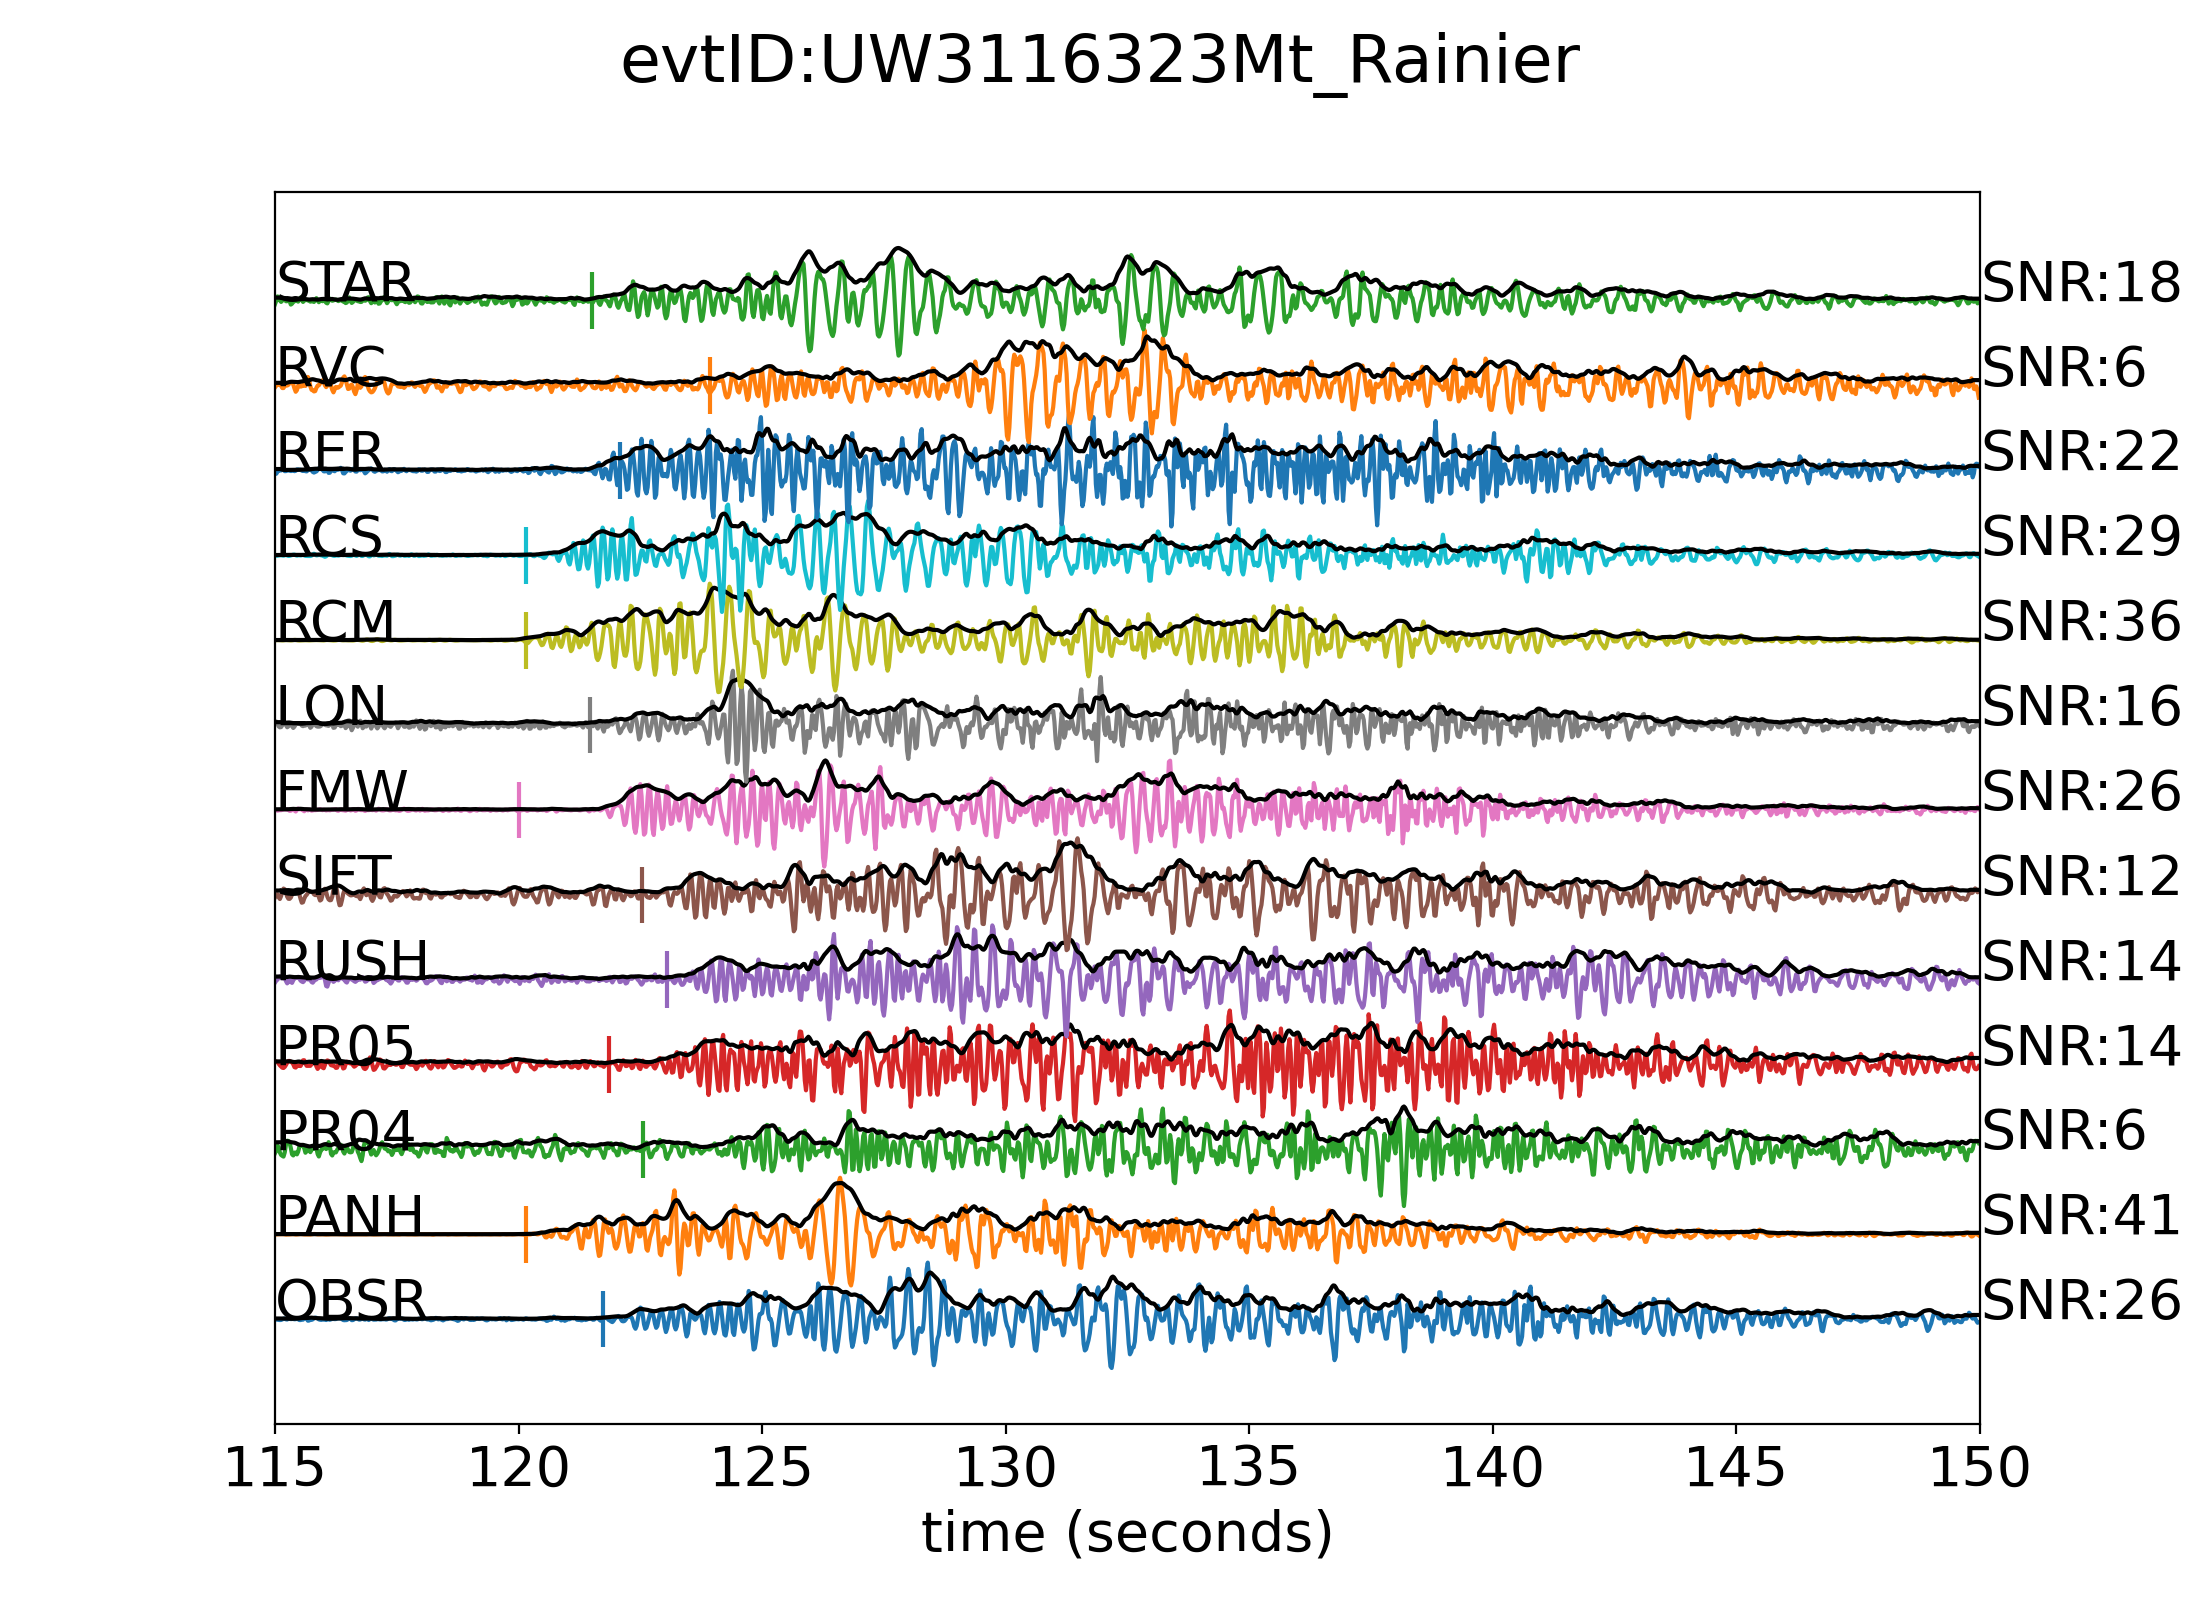 evtID:UW3116323Mt_Rainier
STAR SNR:18
RVC SNR:6
RER SNR:22
RCS SNR:29
RCM SNR:36
LON SNR:16
FMW SNR:26
SIFT SNR:12
RUSH SNR:14
PR05 SNR:14
PR04 SNR:6
PANH SNR:41
OBSR SNR:26
115 120 125 130 135 140 145 150
time (seconds)